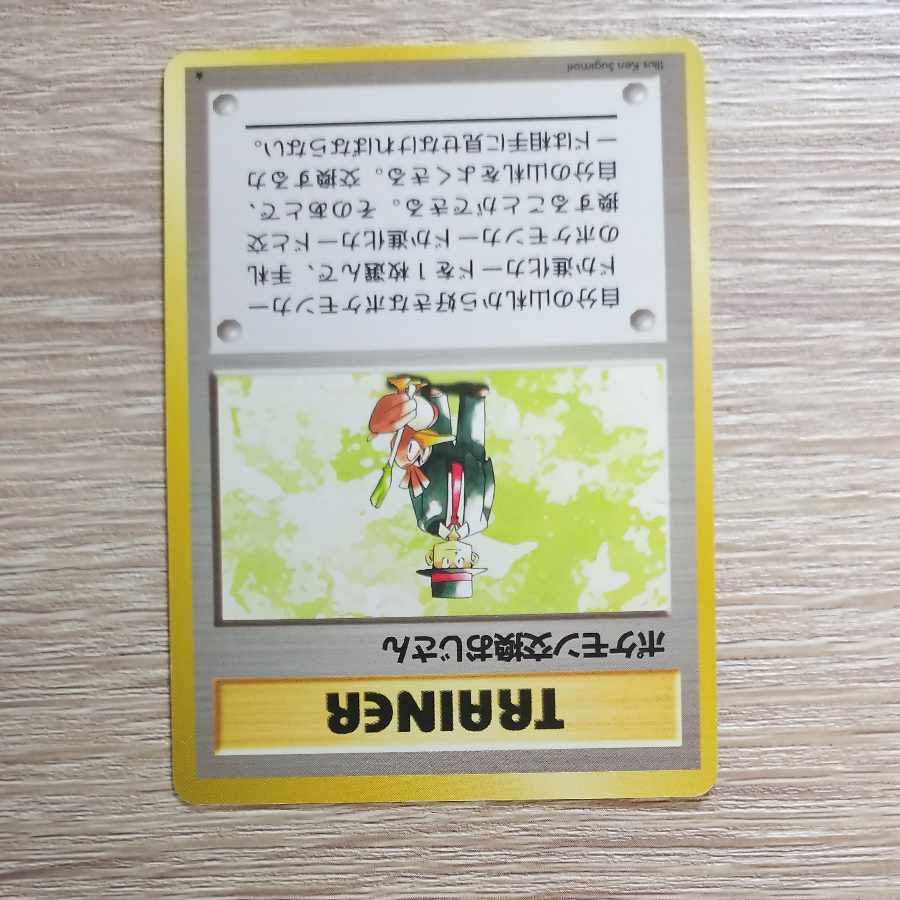 TRAINER
ポケモン交換おじさん
自分の山札から好きなポケモンカー
ドか進化カードを1枚選んで、手札
のポケモンカードか進化カードと交
換することができる。そのあとで、
自分の山札をよくきる。交換するカ
ードは相手に見せなければならない。
Illus. Ken Sugimori
★